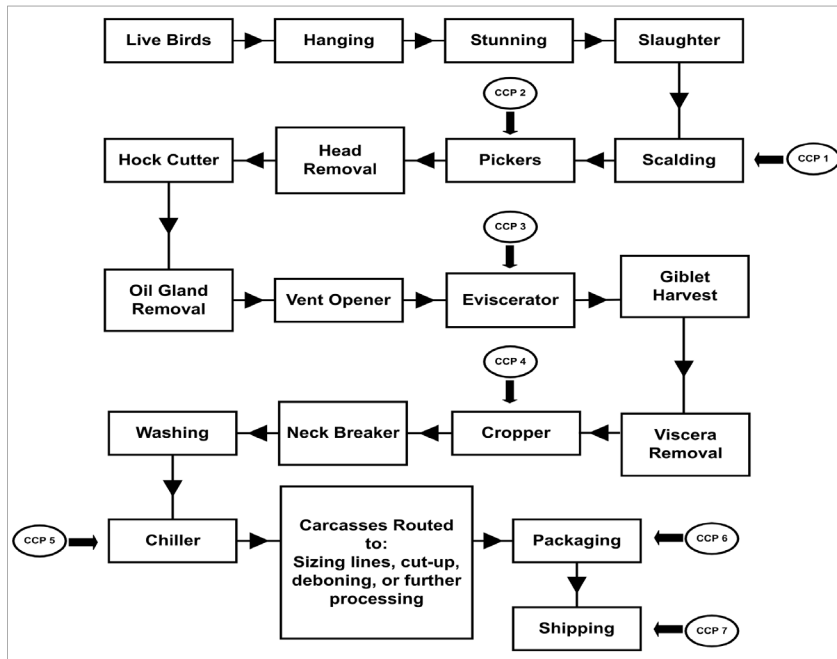 Live Birds
Hanging
Stunning
Slaughter
CCP 2
Hock Cutter
Head
Removal
Pickers
Scalding
CCP 1
CCP 3
Oil Gland
Removal
Vent Opener
Eviscerator
Giblet
Harvest
CCP 4
Washing
Neck Breaker
Cropper
Viscera
Removal
CCP 5
Chiller
Carcasses Routed
to:
Sizing lines, cut-up,
deboning, or further
processing
Packaging
CCP 6
Shipping
CCP 7